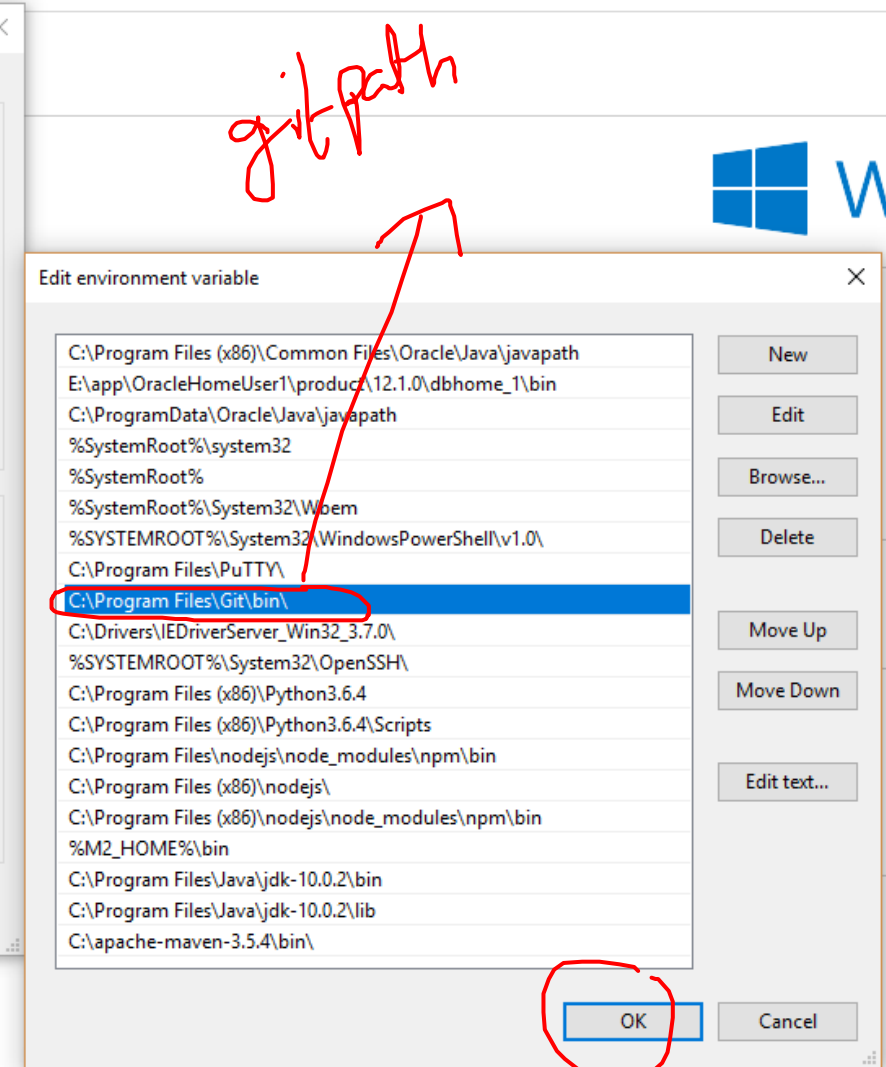 git path
W
Edit environment variable
C:\Program Files (x86)\Common Files\Oracle\Java\javapath
New
E:\app\OracleHomeUser1\product\12.1.0\dbhome_1\bin
C:\ProgramData\Oracle\Java\javapath
Edit
%SystemRoot%\system32
%SystemRoot%
Browse...
%SystemRoot%\System32\Wbem
%SYSTEMROOT%\System32\WindowsPowerShell\v1.0\
Delete
C:\Program Files\PuTTY\
C:\Program Files\Git\bin\
C:\Drivers\IEDriverServer_Win32_3.7.0\
Move Up
%SYSTEMROOT%\System32\OpenSSH\
C:\Program Files (x86)\Python3.6.4
Move Down
C:\Program Files (x86)\Python3.6.4\Scripts
C:\Program Files\nodejs\node_modules\npm\bin
C:\Program Files (x86)\nodejs\
Edit text...
C:\Program Files (x86)\nodejs\node_modules\npm\bin
%M2_HOME%\bin
C:\Program Files\Java\jdk-10.0.2\bin
C:\Program Files\Java\jdk-10.0.2\lib
C:\apache-maven-3.5.4\bin\
OK
Cancel